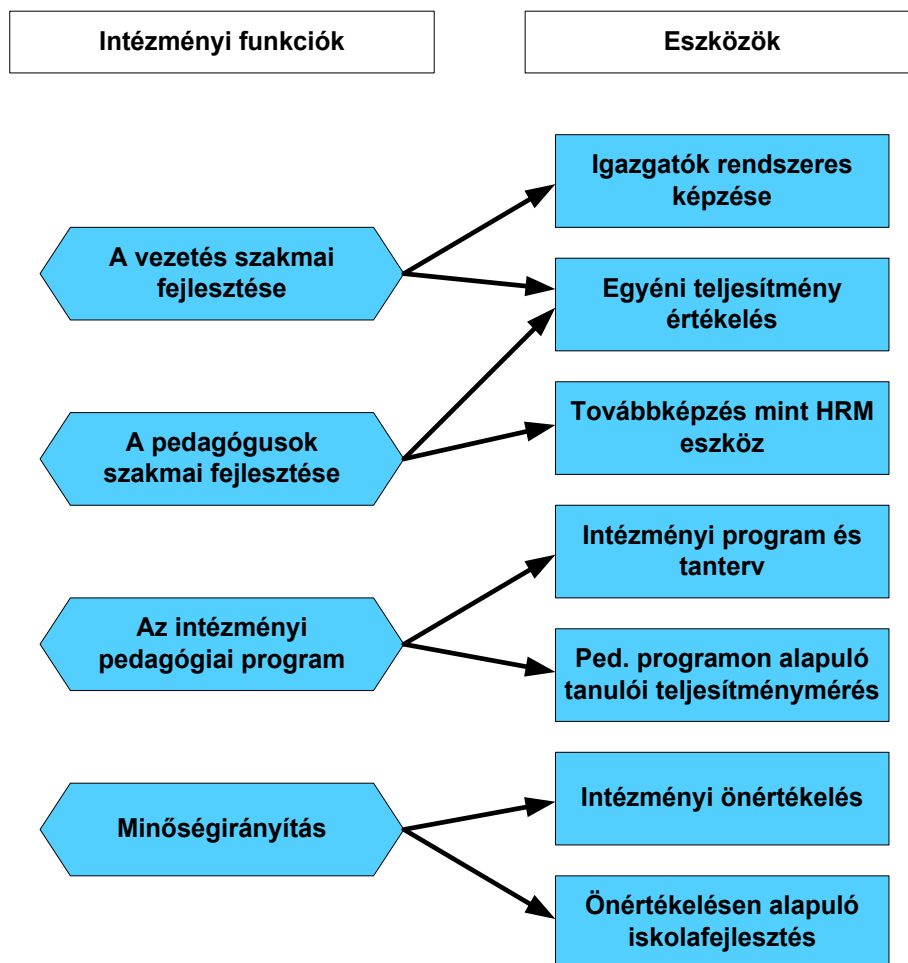 Intézményi funkciók
Eszközök
Igazgatók rendszeres
képzése
A vezetés szakmai
fejlesztése
Egyéni teljesítmény
értékelés
Továbbképzés mint HRM
eszköz
A pedagógusok
szakmai fejlesztése
Intézményi program és
tanterv
Az intézményi
pedagógiai program
Ped. programon alapuló
tanulói teljesítménymérés
Intézményi önértékelés
Minőségirányítás
Önértékelésen alapuló
iskolafejlesztés